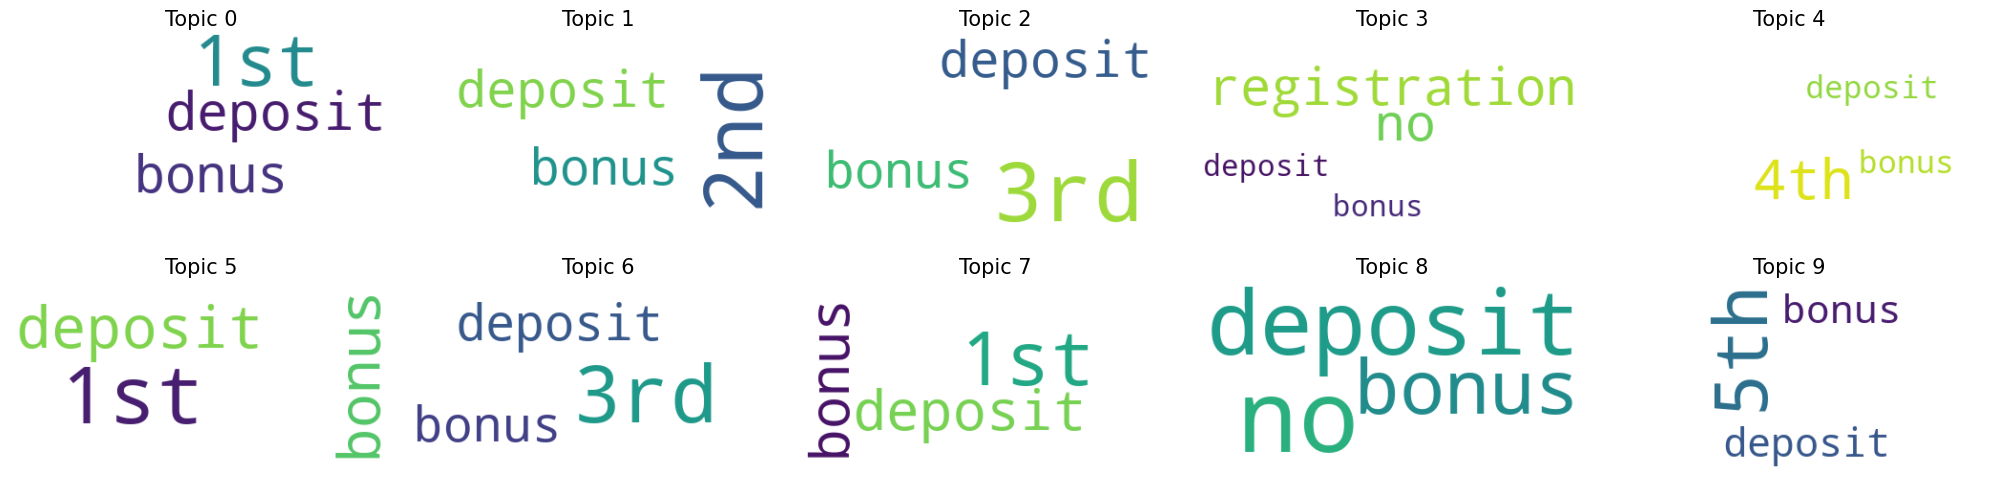 Topic 0
1st
deposit
bonus
Topic 1
deposit
bonus
2nd
Topic 2
deposit
bonus
3rd
Topic 3
registration
no
deposit
bonus
Topic 4
deposit
bonus
4th
Topic 5
deposit
1st
bonus
Topic 6
deposit
3rd
bonus
Topic 7
bonus
1st
deposit
Topic 8
deposit
bonus
no
Topic 9
5th
bonus
deposit